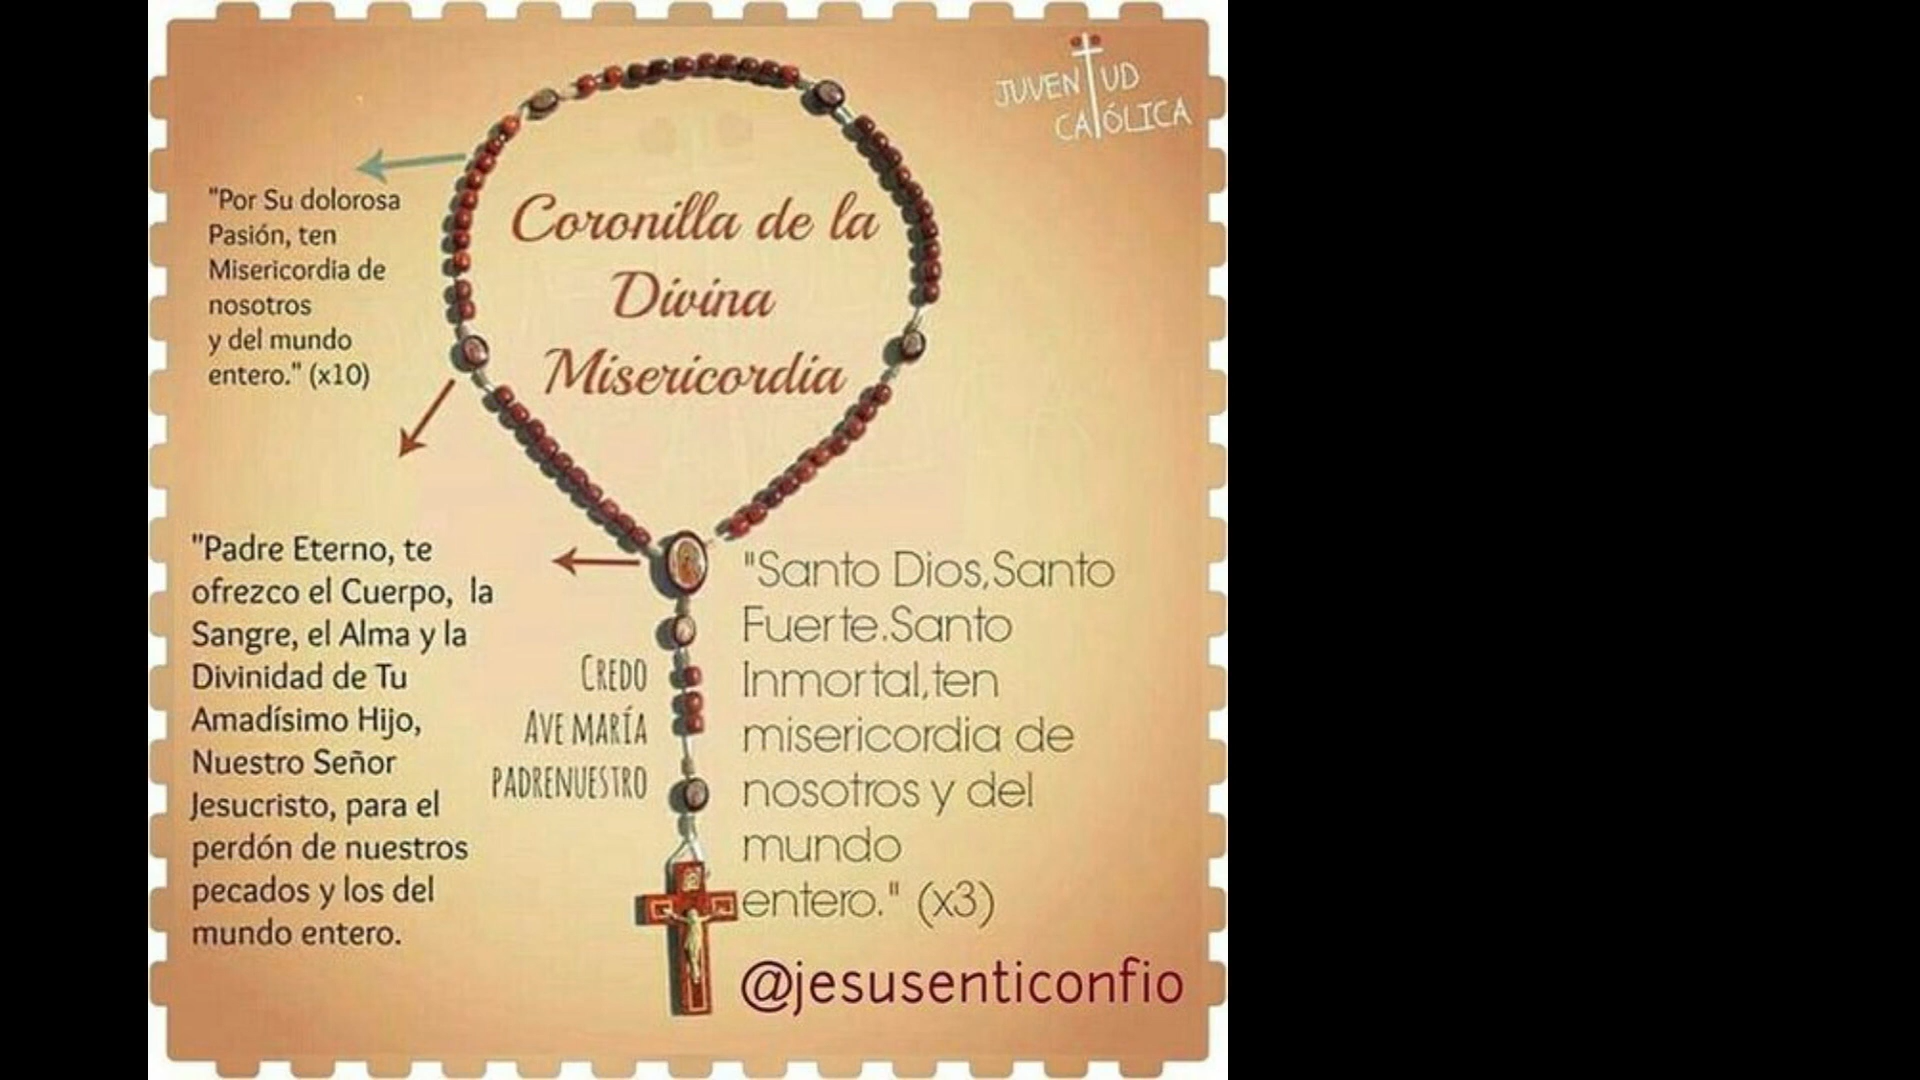 JUVENTUD
CATÓLICA
Coronilla de la
Divina
Misericordia
"Por Su dolorosa
Pasión, ten
Misericordia de
nosotros
y del mundo
entero." (x10)
"Padre Eterno, te
ofrezco el Cuerpo, la
Sangre, el Alma y la
Divinidad de Tu
Amadísimo Hijo,
Nuestro Señor
Jesucristo, para el
perdón de nuestros
pecados y los del
mundo entero.
CREDO
AVE MARÍA
PADRENUESTRO
"Santo Dios,Santo
Fuerte.Santo
Inmortal,ten
misericordia de
nosotros y del
mundo
entero." (x3)
@jesusenticonfio